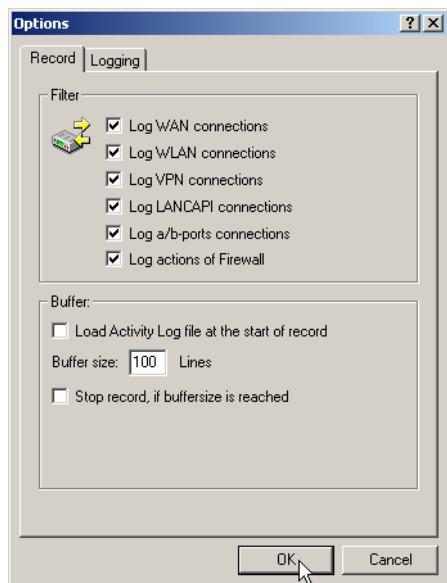 Options
Record Logging
Filter
Log WAN connections
Log WLAN connections
Log VPN connections
Log LANCAPI connections
Log a/b-ports connections
Log actions of Firewall
Buffer:
Load Activity Log file at the start of record
Buffer size: 100 Lines
Stop record, if buffersize is reached
OK Cancel